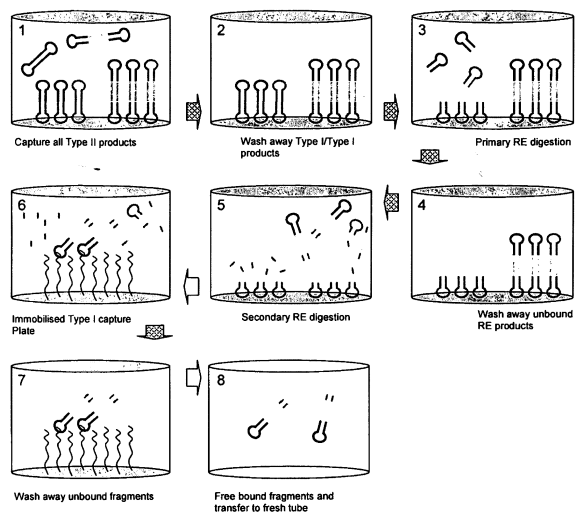 1
Capture all Type II products
2
Wash away Type I/Type I
products
3
Primary RE digestion
4
Wash away unbound
RE products
5
Secondary RE digestion
6
Immobilised Type I capture
Plate
7
Wash away unbound fragments
8
Free bound fragments and
transfer to fresh tube